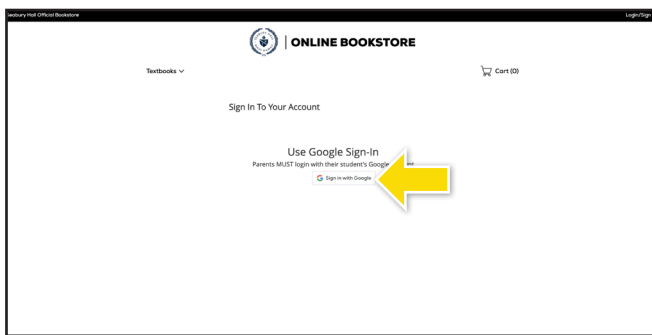 Seabury Hall Official Bookstore
Login/Sign
ONLINE BOOKSTORE
Textbooks
Cart (0)
Sign In To Your Account
Use Google Sign-In
Parents MUST login with their student's Google
Sign in with Google